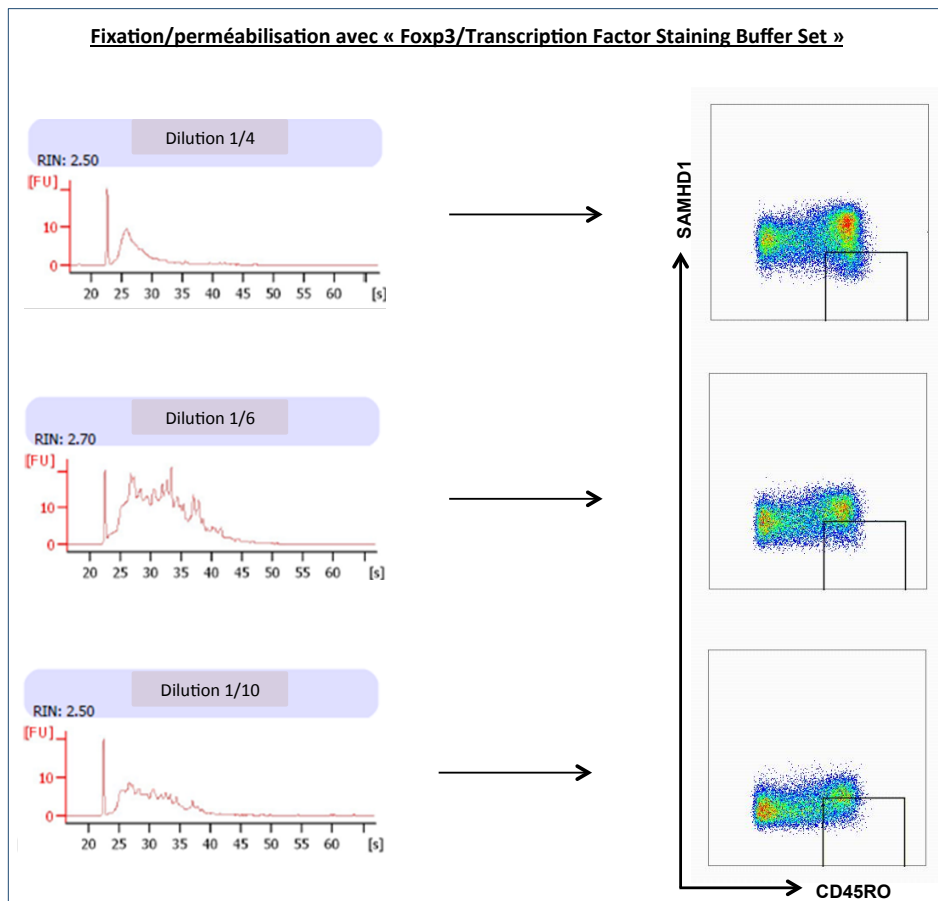 Fixation/perméabilisation avec « Foxp3/Transcription Factor Staining Buffer Set »
Dilution 1/4
RIN: 2.50
[FU]
10
0
20 25 30 35 40 45 50 55 60 [s]
Dilution 1/6
RIN: 2.70
[FU]
10
0
20 25 30 35 40 45 50 55 60 [s]
Dilution 1/10
RIN: 2.50
[FU]
10
0
20 25 30 35 40 45 50 55 60 [s]
SAMHD1
CD45RO